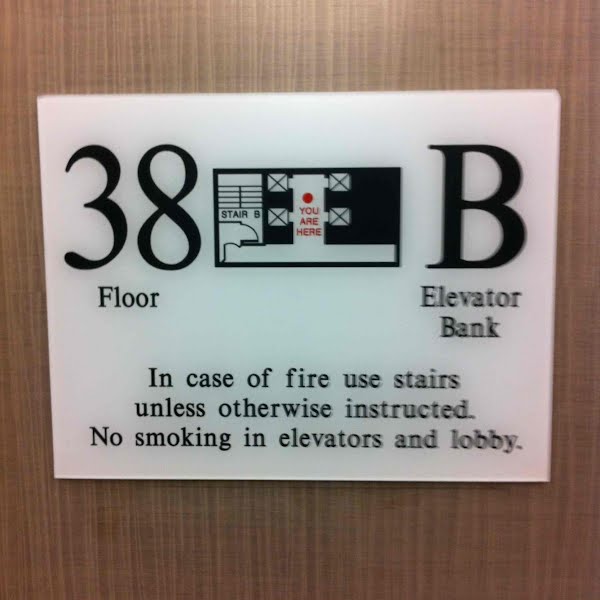 38
STAIR B
YOU
ARE
HERE
B
Floor
Elevator
Bank
In case of fire use stairs
unless otherwise instructed.
No smoking in elevators and lobby.